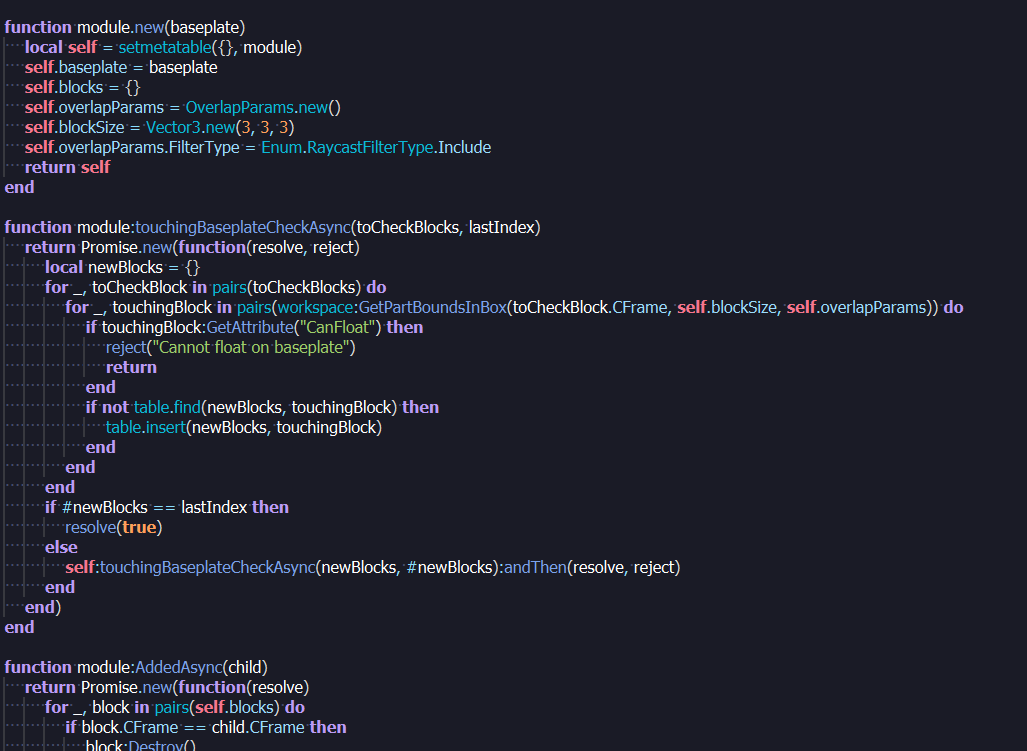 function module.new(baseplate)
    local self = setmetatable({}, module)
    self.baseplate = baseplate
    self.blocks = {}
    self.overlapParams = OverlapParams.new()
    self.blockSize = Vector3.new(3, 3, 3)
    self.overlapParams.FilterType = Enum.RaycastFilterType.Include
    return self
end
function module:touchingBaseplateCheckAsync(toCheckBlocks, lastIndex)
    return Promise.new(function(resolve, reject)
        local newBlocks = {}
        for _, toCheckBlock in pairs(toCheckBlocks) do
            for _, touchingBlock in pairs(workspace:GetPartBoundsInBox(toCheckBlock.CFrame, self.blockSize, self.overlapParams)) do
                if touchingBlock:GetAttribute("CanFloat") then
                    reject("Cannot float on baseplate")
                    return
                end
                if not table.find(newBlocks, touchingBlock) then
                    table.insert(newBlocks, touchingBlock)
                end
            end
        end
        if #newBlocks == lastIndex then
            resolve(true)
        else
            self:touchingBaseplateCheckAsync(newBlocks, #newBlocks):andThen(resolve, reject)
        end
    end)
end
function module:AddedAsync(child)
    return Promise.new(function(resolve)
        for _, block in pairs(self.blocks) do
            if block.CFrame == child.CFrame then
                block:Destroy()